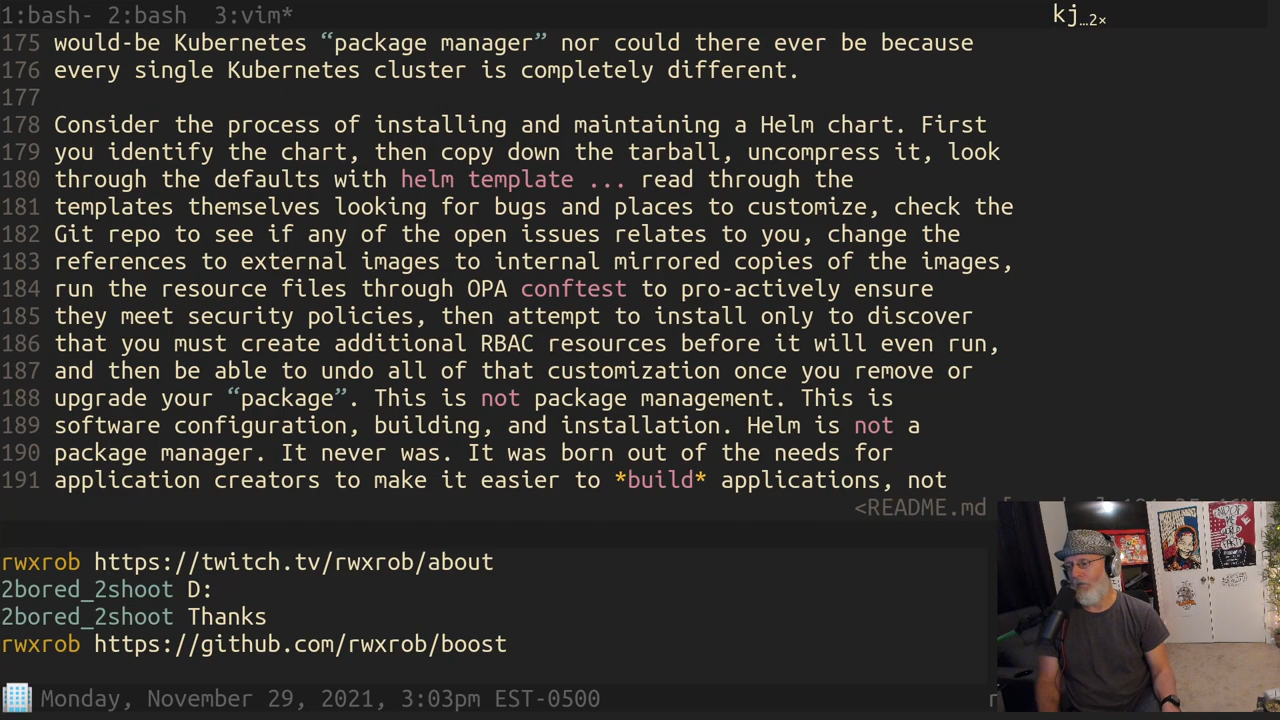 1:bash- 2:bash  3:vim*
kj…2×
175 would-be Kubernetes “package manager” nor could there ever be because
176 every single Kubernetes cluster is completely different.
177
178 Consider the process of installing and maintaining a Helm chart. First
179 you identify the chart, then copy down the tarball, uncompress it, look
180 through the defaults with helm template ... read through the
181 templates themselves looking for bugs and places to customize, check the
182 Git repo to see if any of the open issues relates to you, change the
183 references to external images to internal mirrored copies of the images,
184 run the resource files through OPA conftest to pro-actively ensure
185 they meet security policies, then attempt to install only to discover
186 that you must create additional RBAC resources before it will even run,
187 and then be able to undo all of that customization once you remove or
188 upgrade your “package”. This is not package management. This is
189 software configuration, building, and installation. Helm is not a
190 package manager. It never was. It was born out of the needs for
191 application creators to make it easier to *build* applications, not
<README.md
rwxrob https://twitch.tv/rwxrob/about
2bored_2shoot D:
2bored_2shoot Thanks
rwxrob https://github.com/rwxrob/boost
Monday, November 29, 2021, 3:03pm EST-0500